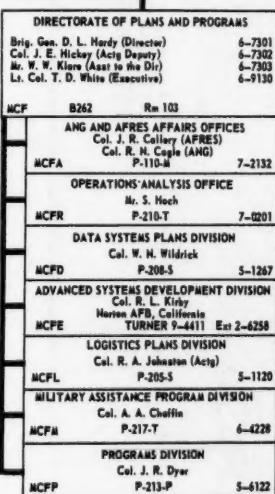 DIRECTORATE OF PLANS AND PROGRAMS
Brig. Gen. D. L. Hardy (Director) 6-7301
Col. J. E. Hickey (Actg Deputy) 6-7302
Mr. W. W. Klare (Asst to the Dir) 6-7303
Lt. Col. T. D. White (Executive) 6-9130
MCF B262 Rm 103
ANG AND AFRES AFFAIRS OFFICES
Col. J. R. Collery (AFRES)
Col. R. N. Cagle (ANG)
MCFA P-110-M 7-2132
OPERATIONS ANALYSIS OFFICE
Mr. S. Hoch
MCFR P-210-T 7-0201
DATA SYSTEMS PLANS DIVISION
Col. W. N. Wildrick
MCFD P-208-S 5-1267
ADVANCED SYSTEMS DEVELOPMENT DIVISION
Col. R. L. Kirby
Norton AFB, California
MCFE TURNER 9-4411 Ext 2-6258
LOGISTICS PLANS DIVISION
Col. R. A. Johnston (Actg)
MCFL P-205-S 5-1120
MILITARY ASSISTANCE PROGRAM DIVISION
Col. A. A. Chaffin
MCFM P-217-T 6-4228
PROGRAMS DIVISION
Col. J. R. Dyer
MCFP P-213-P 5-6122